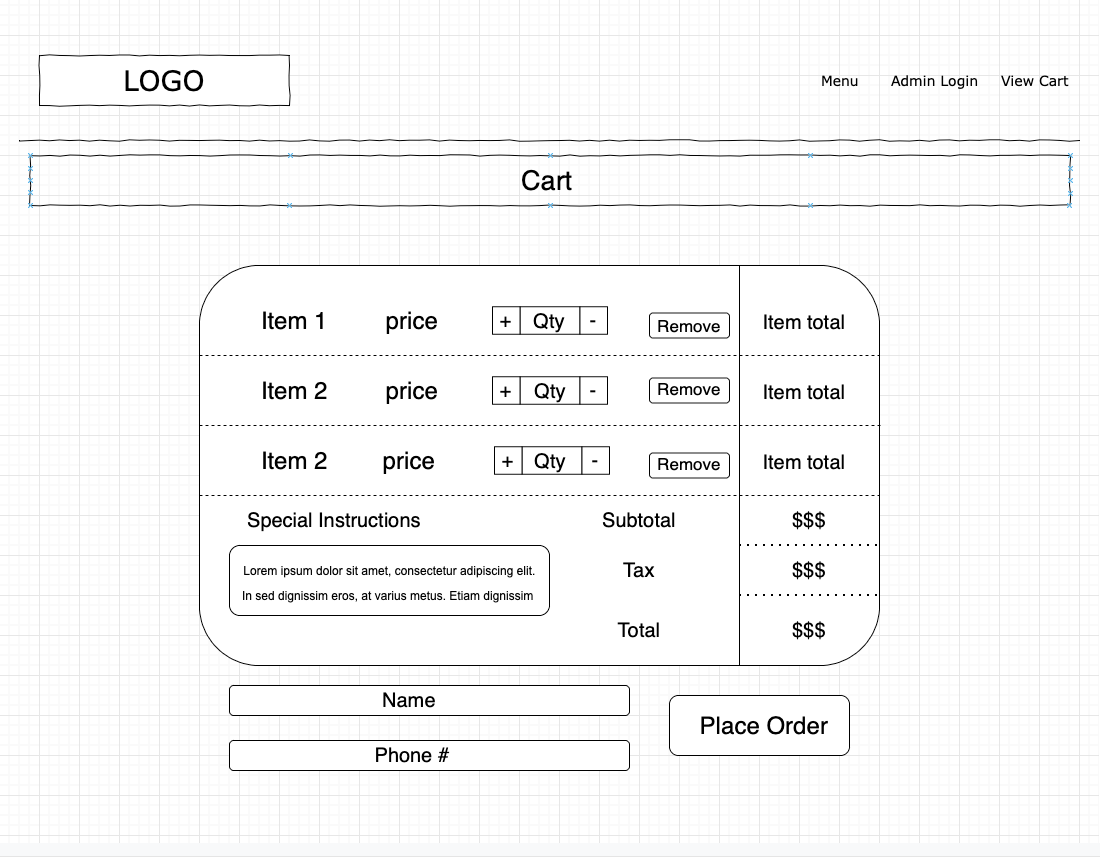 LOGO
Menu Admin Login View Cart
Cart
Item 1 price + Qty - Remove Item total
Item 2 price + Qty - Remove Item total
Item 2 price + Qty - Remove Item total
Special Instructions Subtotal $$$
Lorem ipsum dolor sit amet, consectetur adipiscing elit.
In sed dignissim eros, at varius metus. Etiam dignissim
Tax $$$
Total $$$
Name
Phone #
Place Order